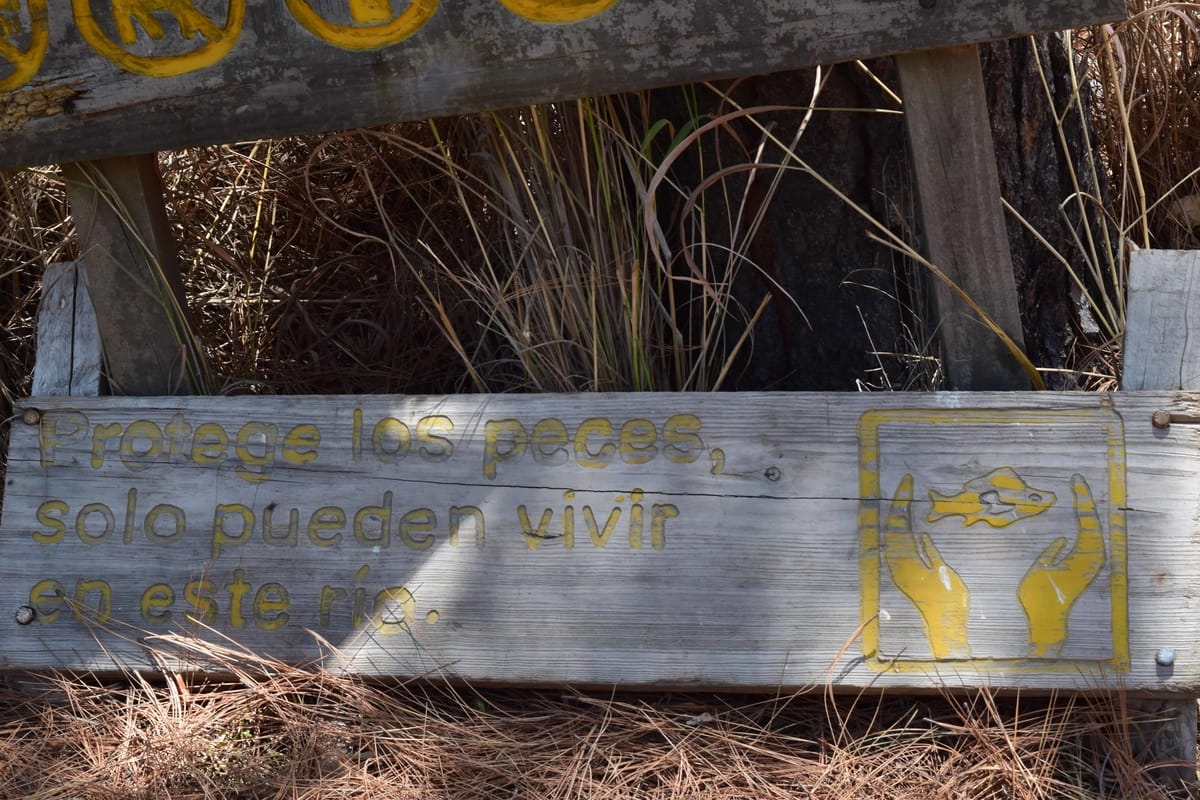 Protege los peces,
solo pueden vivir
en este río.